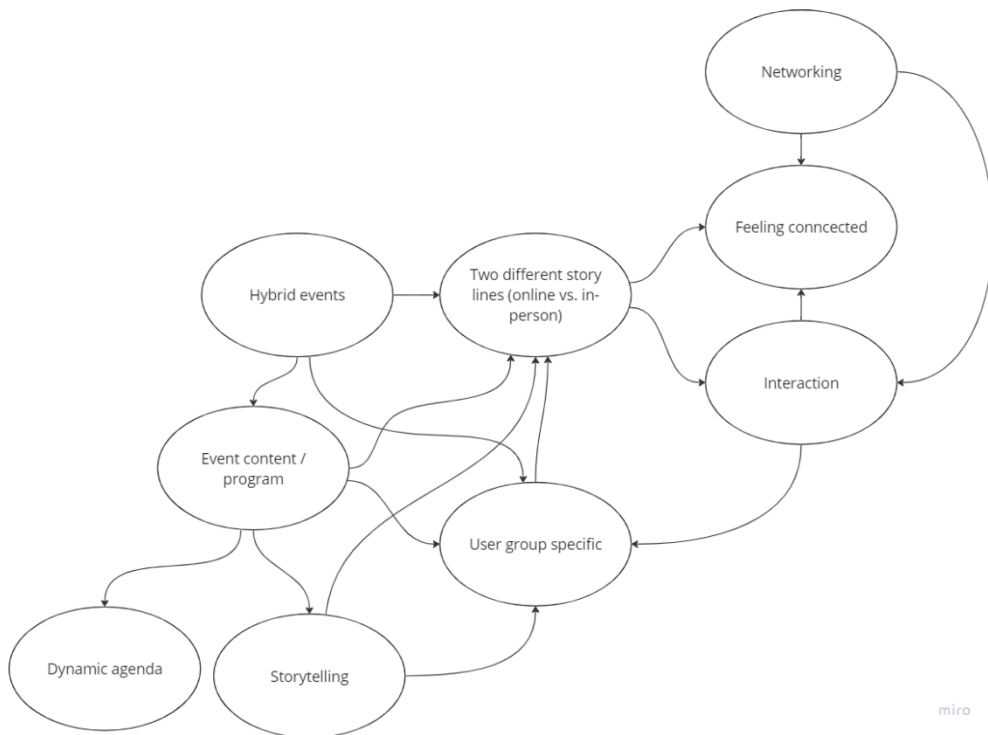 Networking
Feeling conncected
Hybrid events
Two different story
lines (online vs. in-
person)
Interaction
Event content /
program
User group specific
Dynamic agenda
Storytelling
miro